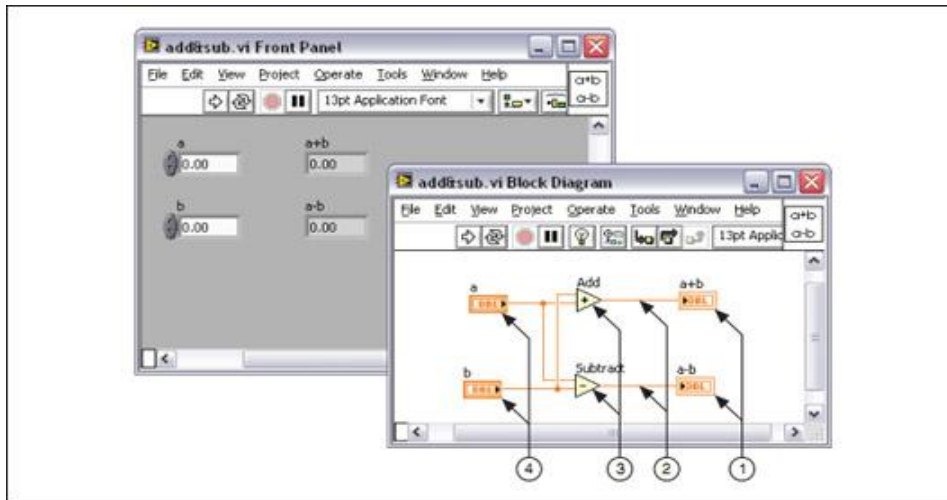 add&sub.vi Front Panel
File Edit View Project Operate Tools Window Help
a+b
a-b
13pt Application Font
a
0.00
a+b
0.00
b
0.00
a-b
0.00
add&sub.vi Block Diagram
File Edit View Project Operate Tools Window Help
a+b
a-b
13pt Applic
a
DBL
Add
+
a+b
DBL
b
DBL
Subtract
-
a-b
DBL
4 3 2 1